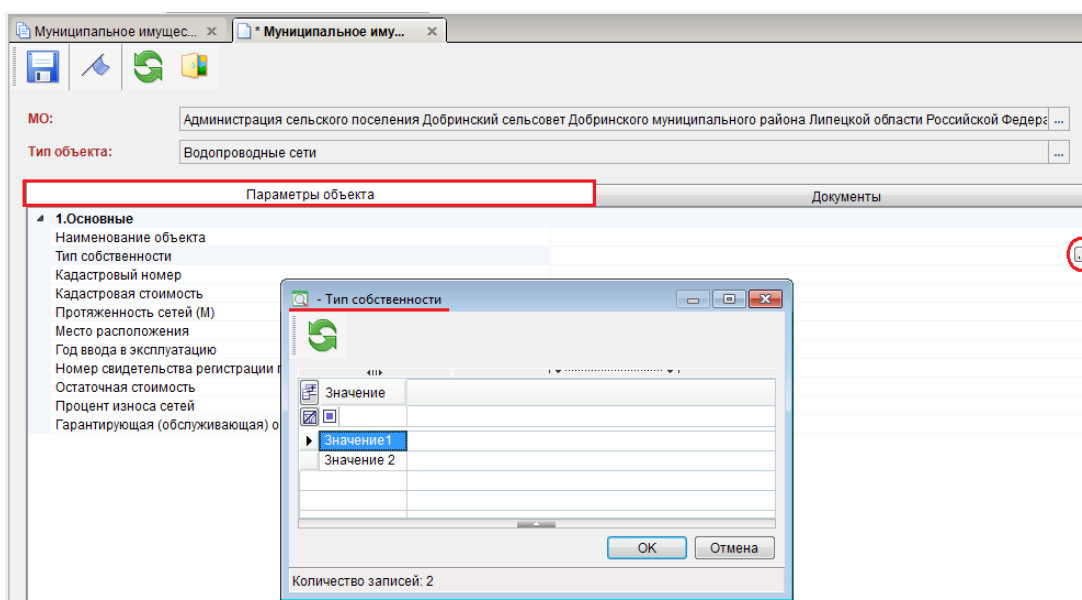 Муниципальное имущес...
* Муниципальное иму...
МО:
Администрация сельского поселения Добринский сельсовет Добринского муниципального района Липецкой области Российской Федера ...
Тип объекта:
Водопроводные сети ...
Параметры объекта
Документы
1.Основные
Наименование объекта
Тип собственности
Кадастровый номер
Кадастровая стоимость
Протяженность сетей (М)
Место расположения
Год ввода в эксплуатацию
Номер свидетельства регистрации
Остаточная стоимость
Процент износа сетей
Гарантирующая (обслуживающая) о
- Тип собственности
Значение
Значение1
Значение 2
OK
Отмена
Количество записей: 2